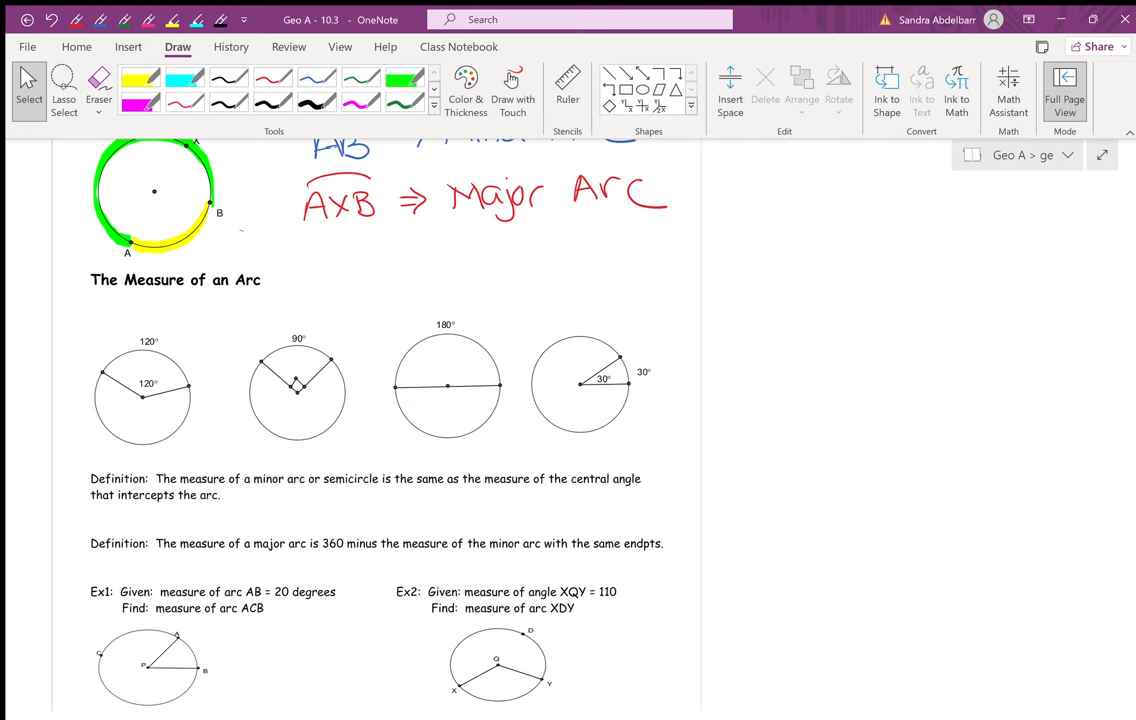 Geo A - 10.3 - OneNote
Search
Sandra Abdelbarr
File Home Insert Draw History Review View Help Class Notebook
Share
Select
Lasso Select
Eraser
Color & Thickness
Draw with Touch
Ruler
Insert Space
Delete
Arrange
Rotate
Ink to Shape
Ink to Text
Ink to Math
Math Assistant
Full Page View
Tools
Stencils
Shapes
Edit
Convert
Math
Mode
Geo A > ge
X
AB
AXB ⇒ Major Arc
B
A
The Measure of an Arc
120°
120°
90°
180°
30°
30°
Definition: The measure of a minor arc or semicircle is the same as the measure of the central angle
that intercepts the arc.
Definition: The measure of a major arc is 360 minus the measure of the minor arc with the same endpts.
Ex1: Given: measure of arc AB = 20 degrees
Find: measure of arc ACB
Ex2: Given: measure of angle XQY = 110
Find: measure of arc XDY
A
C
P
B
D
Q
X
Y